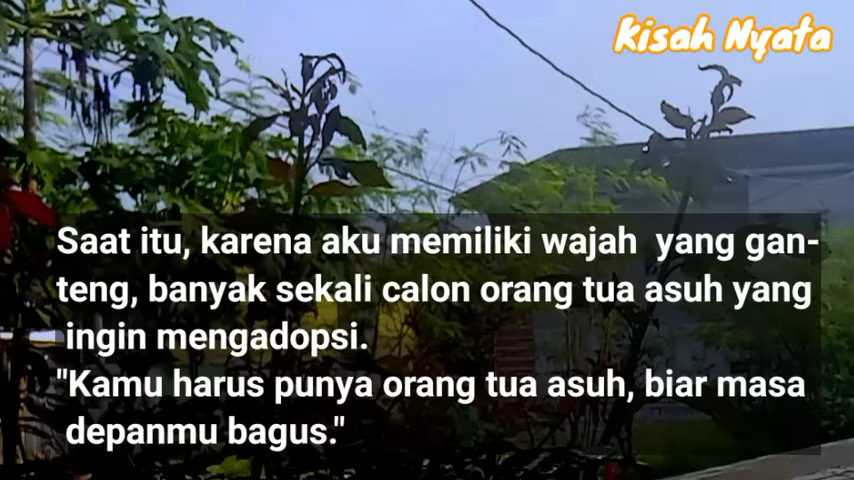 Kisah Nyata
Saat itu, karena aku memiliki wajah yang gan-
teng, banyak sekali calon orang tua asuh yang
ingin mengadopsi.
"Kamu harus punya orang tua asuh, biar masa
depanmu bagus."